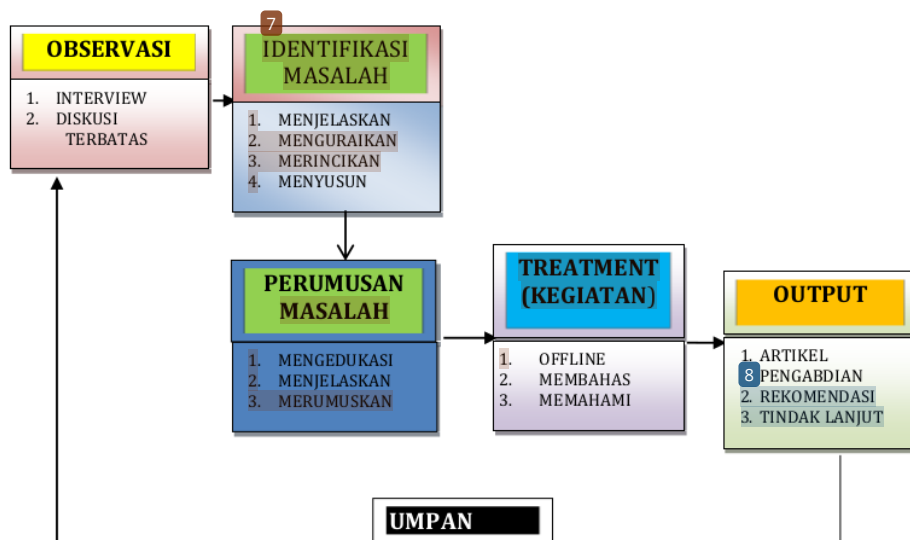 OBSERVASI
1. INTERVIEW
2. DISKUSI
TERBATAS
7
IDENTIFIKASI
MASALAH
1. MENJELASKAN
2. MENGURAIKAN
3. MERINCIKAN
4. MENYUSUN
PERUMUSAN
MASALAH
1. MENGEDUKASI
2. MENJELASKAN
3. MERUMUSKAN
TREATMENT
(KEGIATAN)
1. OFFLINE
2. MEMBAHAS
3. MEMAHAMI
OUTPUT
1. ARTIKEL
8
PENGABDIAN
2. REKOMENDASI
3. TINDAK LANJUT
UMPAN